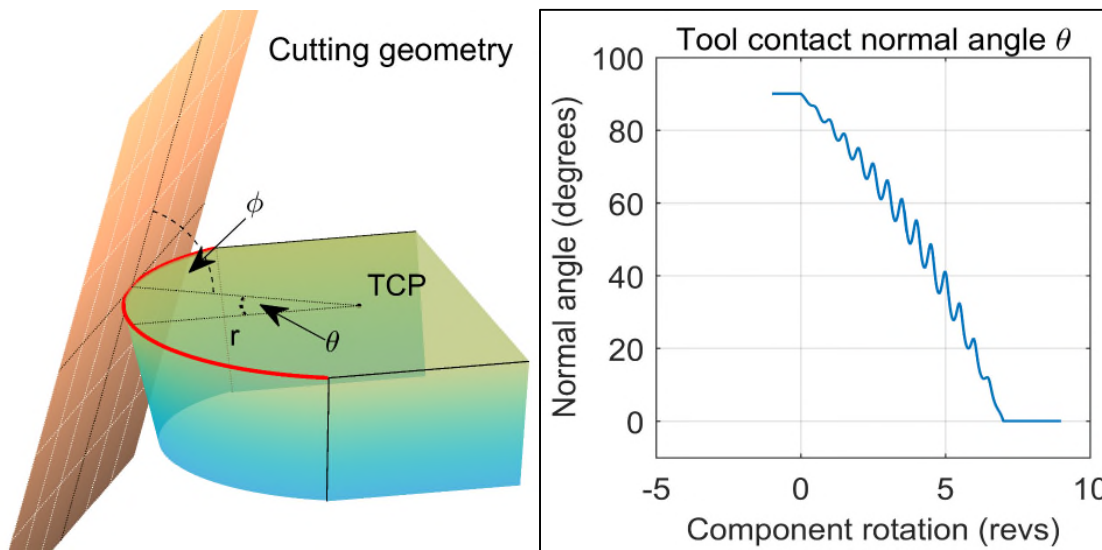 Cutting geometry
ϕ
TCP
r
θ
Tool contact normal angle θ
Normal angle (degrees)
100
80
60
40
20
0
-5
0
5
10
Component rotation (revs)